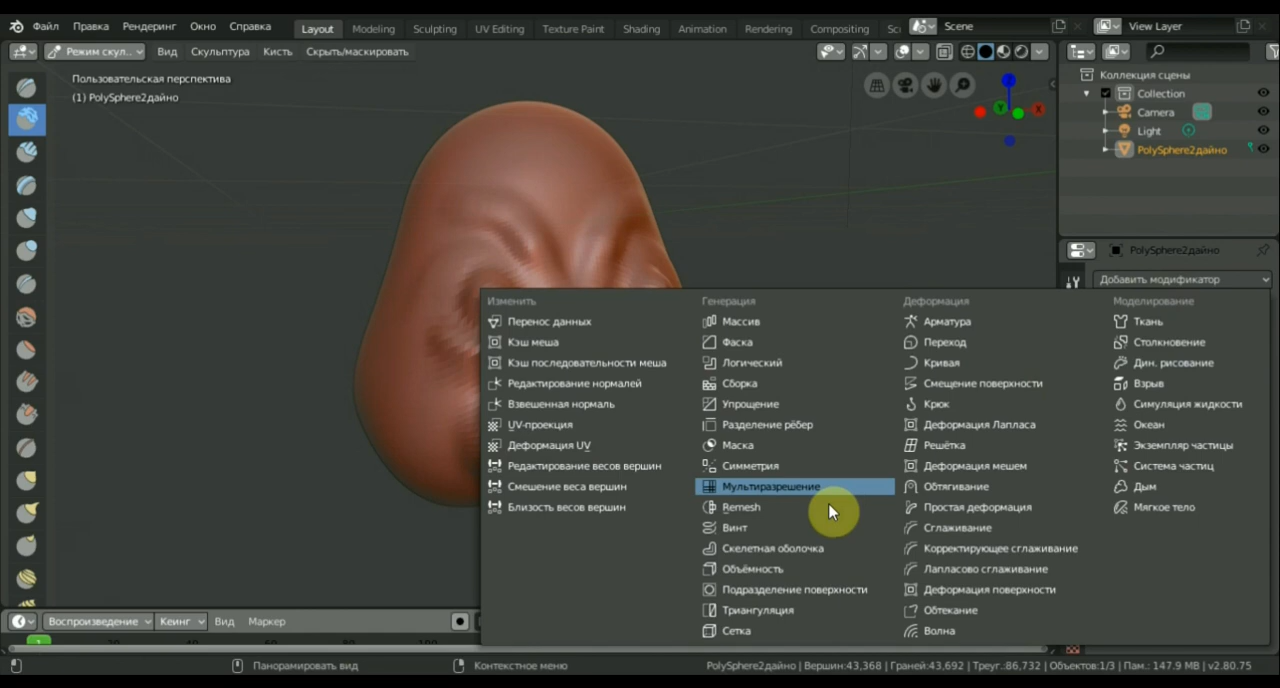 Файл Правка Рендеринг Окно Справка Layout Modeling Sculpting UV Editing Texture Paint Shading Animation Rendering Compositing Sc Scene View Layer
Режим скул.. Вид Скульптура Кисть Скрыть/маскировать
Пользовательская перспектива
(1) PolySphere2дайно
Y X
Коллекция сцены
Collection
Camera
Light
PolySphere2дайно
PolySphere2дайно
Добавить модификатор
Изменить
Перенос данных
Кэш меша
Кэш последовательности меша
Редактирование нормалей
Взвешенная нормаль
UV-проекция
Деформация UV
Редактирование весов вершин
Смешение веса вершин
Близость весов вершин
Генерация
Массив
Фаска
Логический
Сборка
Упрощение
Разделение рёбер
Маска
Симметрия
Мультиразрешение
Remesh
Винт
Скелетная оболочка
Объёмность
Подразделение поверхности
Триангуляция
Сетка
Деформация
Арматура
Переход
Кривая
Смещение поверхности
Крюк
Деформация Лапласа
Решётка
Деформация мешем
Обтягивание
Простая деформация
Сглаживание
Корректирующее сглаживание
Лапласово сглаживание
Деформация поверхности
Обтекание
Волна
Моделирование
Ткань
Столкновение
Дин. рисование
Взрыв
Симуляция жидкости
Океан
Экземпляр частицы
Система частиц
Дым
Мягкое тело
Воспроизведение Кеинг Вид Маркер
1
Панорамировать вид Контекстное меню PolySphere2дайно | Вершин:43,368 | Граней:43,692 | Треуг.:86,732 | Объектов:1/3 | Пам.: 147.9 MB | v2.80.75